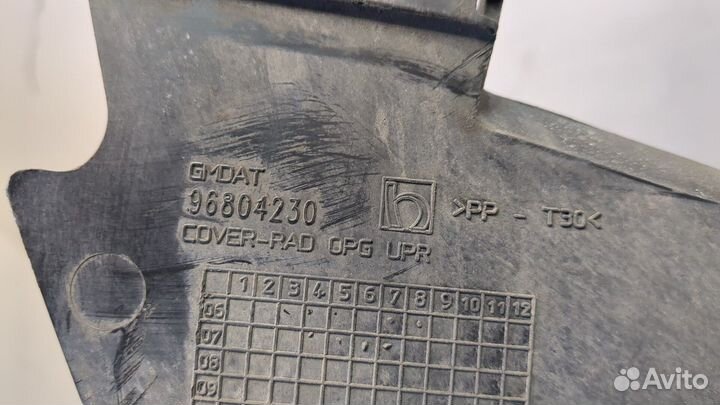 GMDAT
96804230
COVER-RAD OPG UPR
h
>PP - T30<
1 2 3 4 5 6 7 8 9 10 11 12
06
07
08
09
Avito